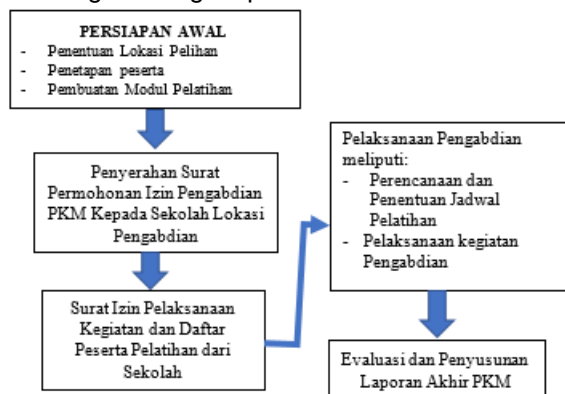 PERSIAPAN AWAL
- Penentuan Lokasi Pelihan
- Penetapan peserta
- Pembuatan Modul Pelatihan
Penyerahan Surat
Permohonan Izin Pengabdian
PKM Kepada Sekolah Lokasi
Pengabdian
Surat Izin Pelaksanaan
Kegiatan dan Daftar
Peserta Pelatihan dari
Sekolah
Pelaksanaan Pengabdian
meliputi:
- Perencanaan dan
Penentuan Jadwal
Pelatihan
- Pelaksanaan kegiatan
Pengabdian
Evaluasi dan Penyusunan
Laporan Akhir PKM